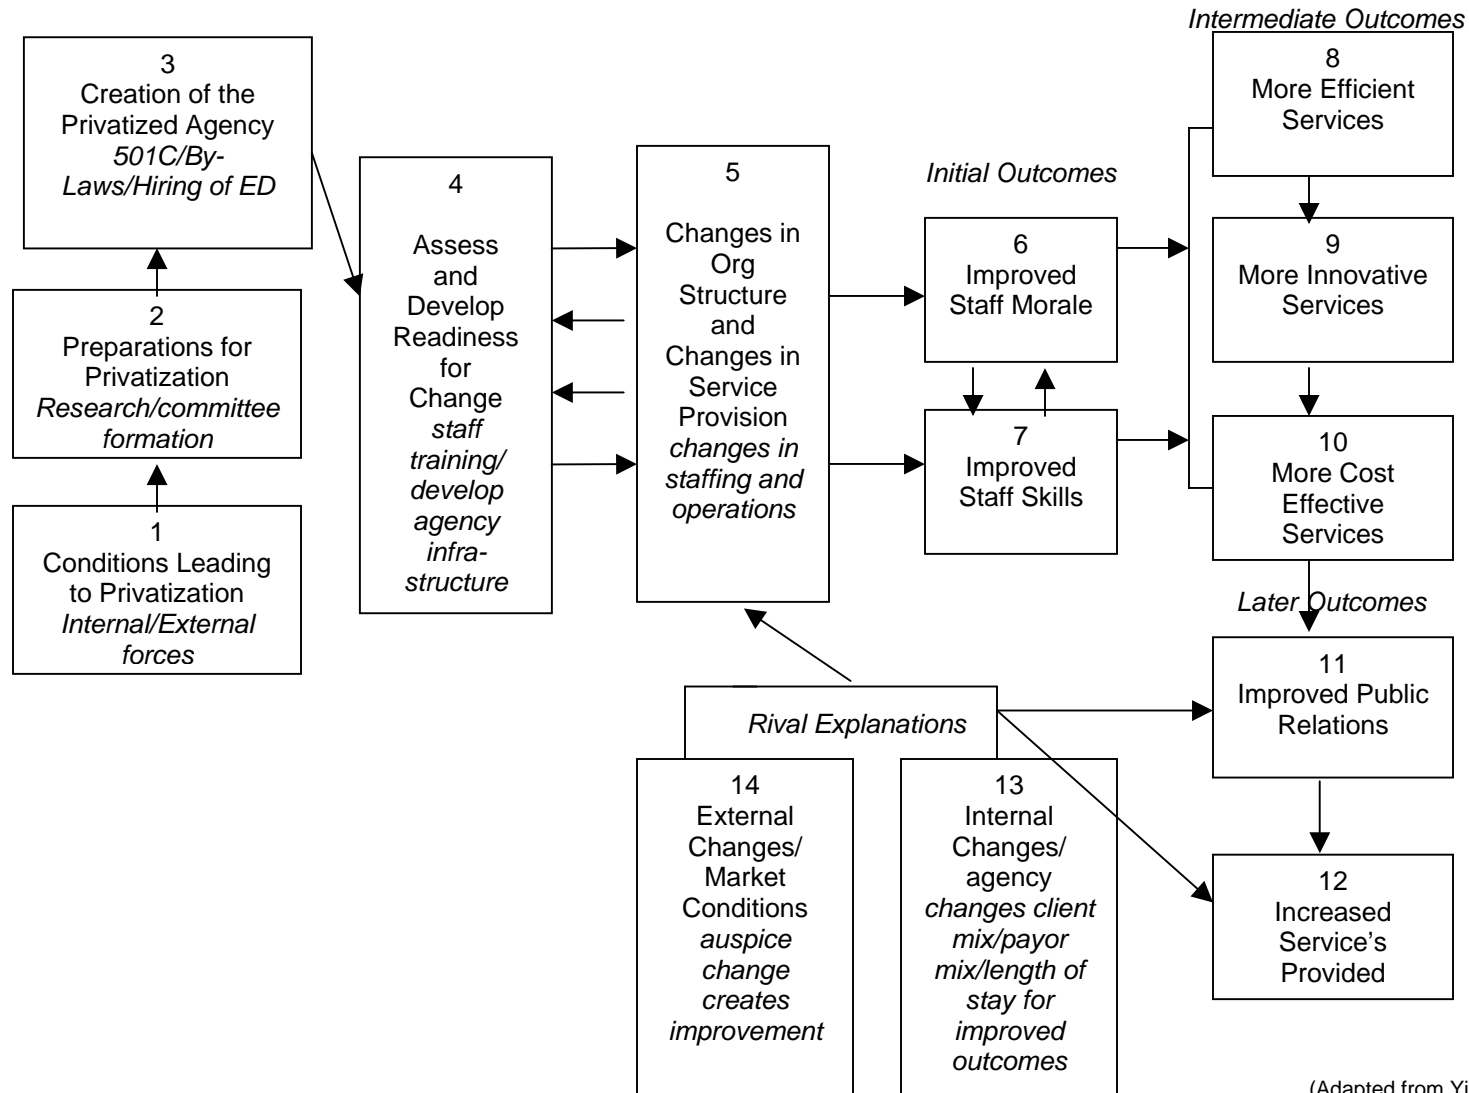 Intermediate Outcomes
3
Creation of the
Privatized Agency
501C/By-
Laws/Hiring of ED
2
Preparations for
Privatization
Research/committee
formation
1
Conditions Leading
to Privatization
Internal/External
forces
4
Assess
and
Develop
Readiness
for
Change
staff
training/
develop
agency
infra-
structure
5
Changes in
Org
Structure
and
Changes in
Service
Provision
changes in
staffing and
operations
Initial Outcomes
6
Improved
Staff Morale
7
Improved
Staff Skills
8
More Efficient
Services
9
More Innovative
Services
10
More Cost
Effective
Services
Later Outcomes
11
Improved Public
Relations
12
Increased
Service’s
Provided
Rival Explanations
14
External
Changes/
Market
Conditions
auspice
change
creates
improvement
13
Internal
Changes/
agency
changes client
mix/payor
mix/length of
stay for
improved
outcomes
(Adapted from Yi